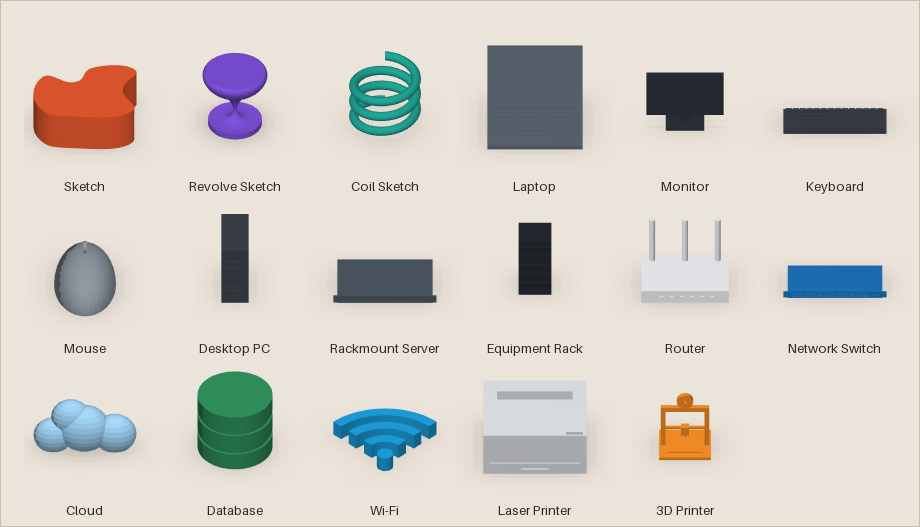 Sketch
Revolve Sketch
Coil Sketch
Laptop
Monitor
Keyboard
Mouse
Desktop PC
Rackmount Server
Equipment Rack
Router
Network Switch
Cloud
Database
Wi-Fi
Laser Printer
3D Printer